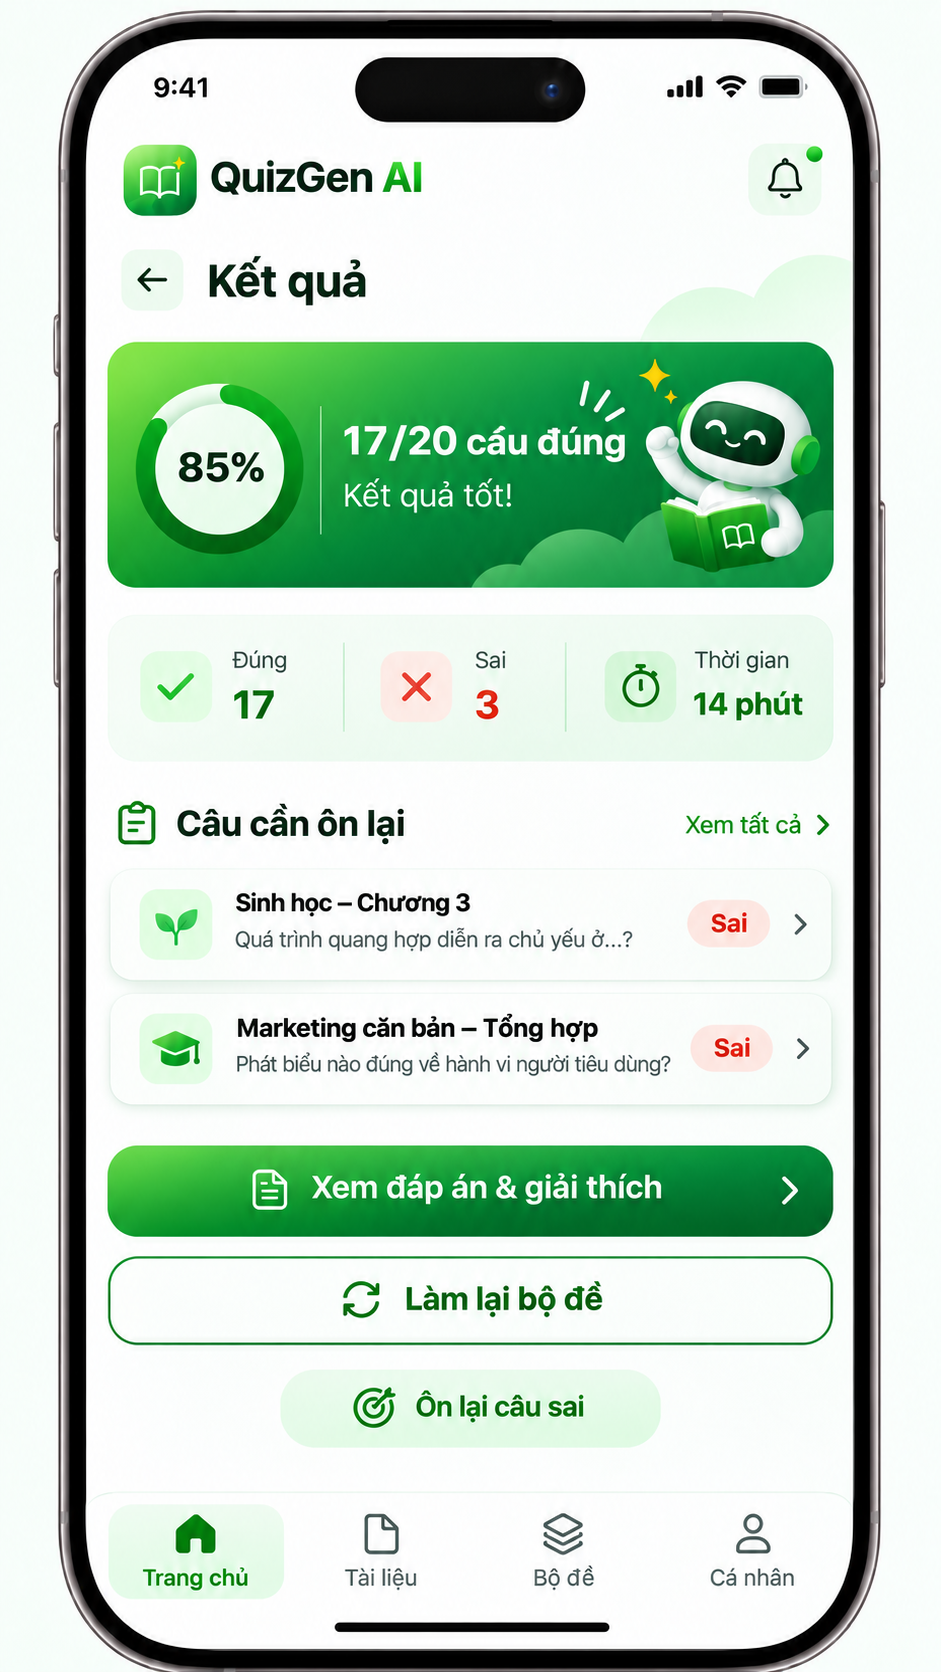 9:41
QuizGen AI
Kết quả
85%
17/20 cáu đúng
Kết quả tốt!
Đúng
17
Sai
3
Thời gian
14 phút
Câu cần ôn lại
Xem tất cả
Sinh học – Chương 3
Quá trình quang hợp diễn ra chủ yếu ở...?
Sai
Marketing căn bản – Tổng hợp
Phát biểu nào đúng về hành vi người tiêu dùng?
Sai
Xem đáp án & giải thích
Làm lại bộ đề
Ôn lại câu sai
Trang chủ
Tài liệu
Bộ đề
Cá nhân